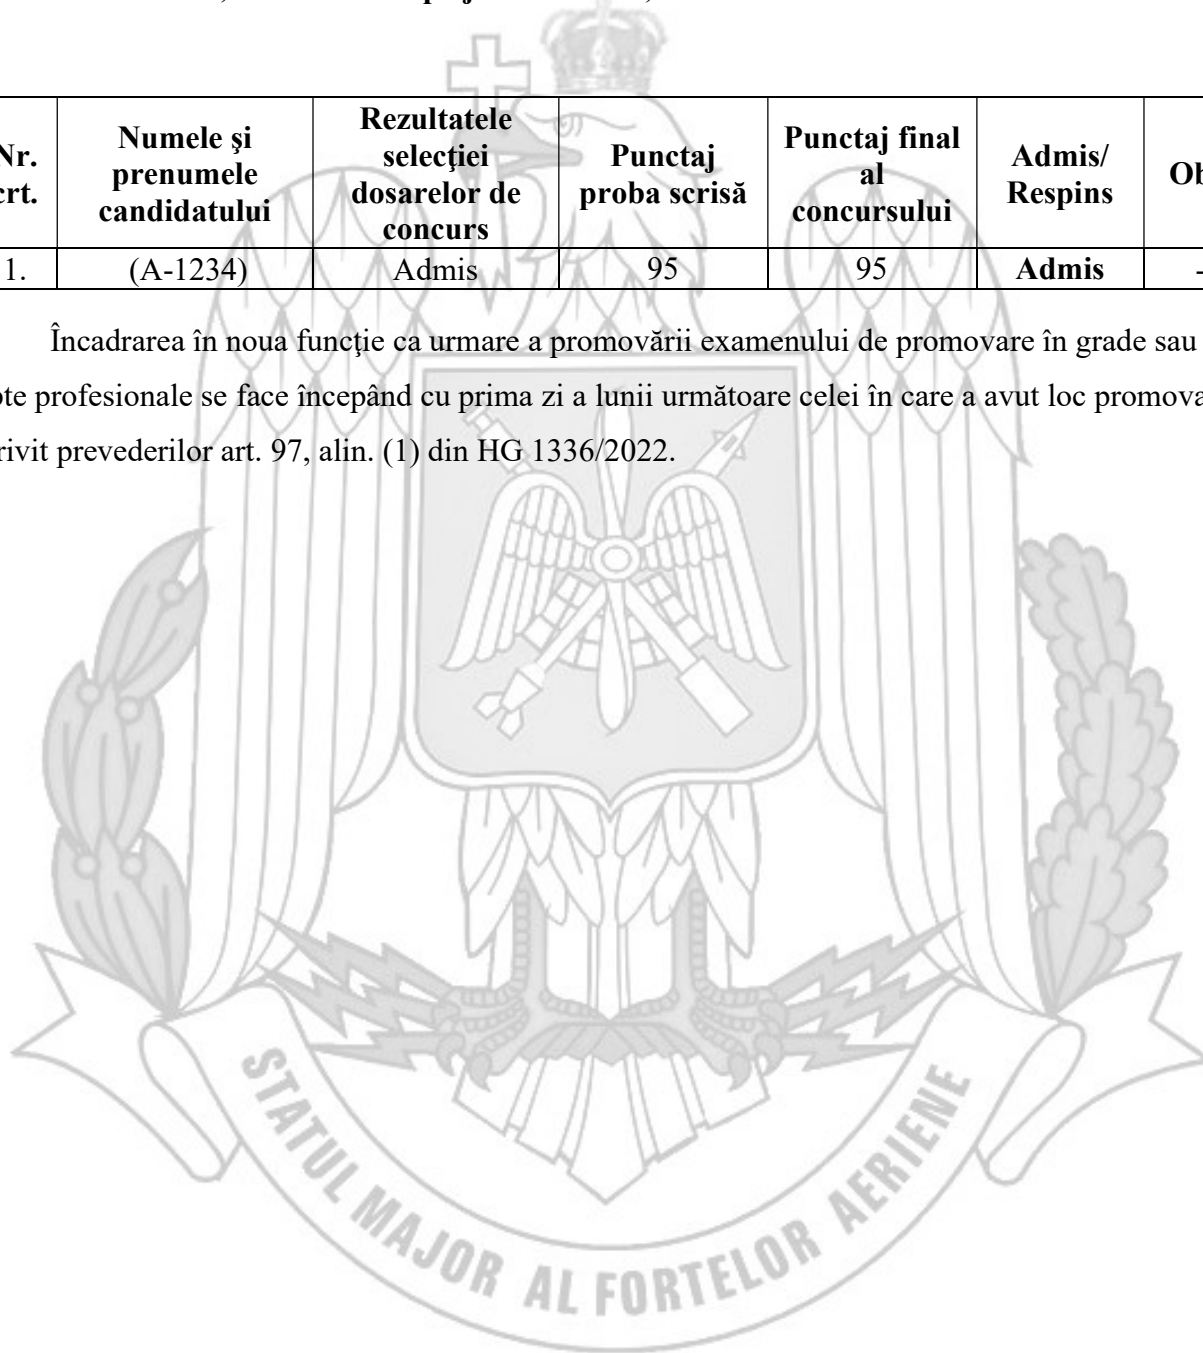 Nr. crt. Numele şi prenumele candidatului Rezultatele selecţiei dosarelor de concurs Punctaj proba scrisă Punctaj final al concursului Admis/ Respins Ob
1. (A-1234) Admis 95 95 Admis -
Încadrarea în noua funcţie ca urmare a promovării examenului de promovare în grade sau
pte profesionale se face începând cu prima zi a lunii următoare celei în care a avut loc promova
rivit prevederilor art. 97, alin. (1) din HG 1336/2022.
STATUL MAJOR AL FORTELOR AERIENE